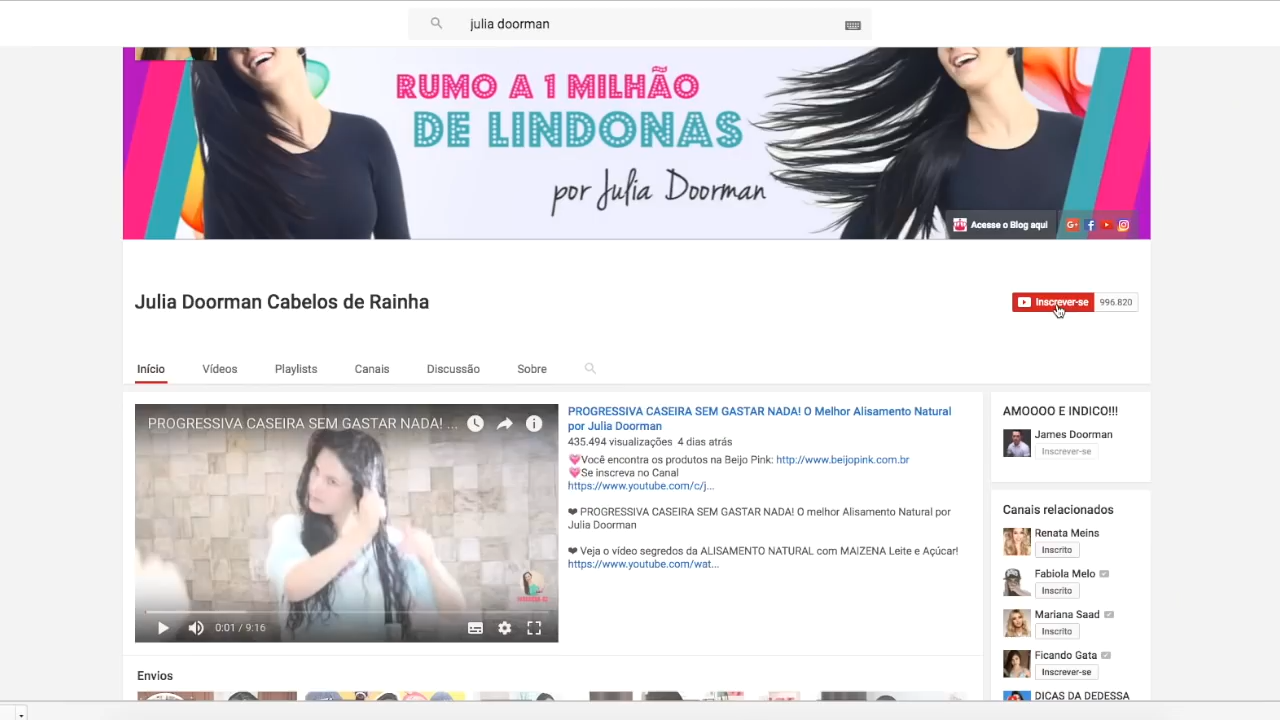 julia doorman
RUMO A 1 MILHÃO
DE LINDONAS
por Julia Doorman
Acesse o Blog aqui
Julia Doorman Cabelos de Rainha
Inscrever-se 996.820
Início Vídeos Playlists Canais Discussão Sobre
PROGRESSIVA CASEIRA SEM GASTAR NADA! ...
0:01 / 9:16
PROGRESSIVA CASEIRA SEM GASTAR NADA! O Melhor Alisamento Natural
por Julia Doorman
435.494 visualizações 4 dias atrás
💗Você encontra os produtos na Beijo Pink: http://www.beijopink.com.br
💗Se inscreva no Canal
https://www.youtube.com/c/j...
❤ PROGRESSIVA CASEIRA SEM GASTAR NADA! O melhor Alisamento Natural por
Julia Doorman
❤ Veja o vídeo segredos da ALISAMENTO NATURAL com MAIZENA Leite e Açúcar!
https://www.youtube.com/wat...
Envios
AMOOOO E INDICO!!!
James Doorman
Inscrever-se
Canais relacionados
Renata Meins
Inscrito
Fabiola Melo
Inscrito
Mariana Saad
Inscrito
Ficando Gata
Inscrever-se
DICAS DA DEDESSA